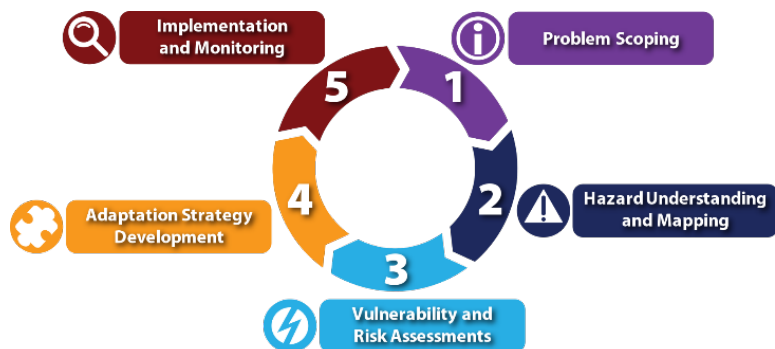 1
Problem Scoping
2
Hazard Understanding
and Mapping
3
Vulnerability and
Risk Assessments
4
Adaptation Strategy
Development
5
Implementation
and Monitoring